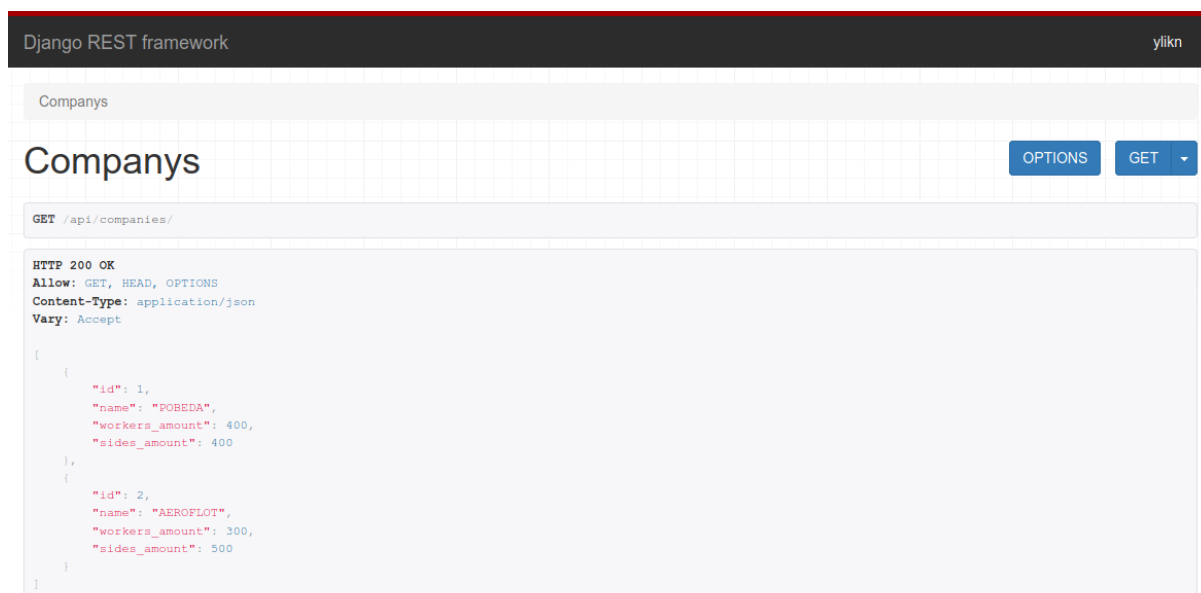 Django REST framework
ylikn
Companys
Companys
OPTIONS
GET
GET /api/companies/
HTTP 200 OK
Allow: GET, HEAD, OPTIONS
Content-Type: application/json
Vary: Accept
[
    {
        "id": 1,
        "name": "POBEDA",
        "workers_amount": 400,
        "sides_amount": 400
    },
    {
        "id": 2,
        "name": "AEROFLOT",
        "workers_amount": 300,
        "sides_amount": 500
    }
]